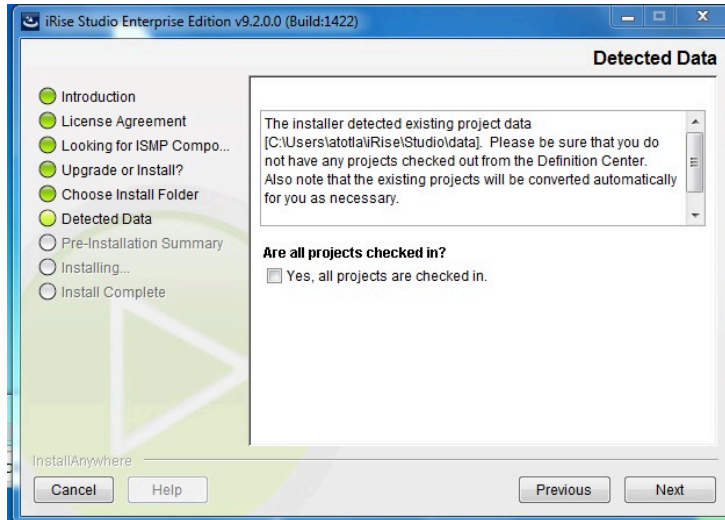 iRise Studio Enterprise Edition v9.2.0.0 (Build:1422)
Detected Data
Introduction
License Agreement
Looking for ISMP Compo...
Upgrade or Install?
Choose Install Folder
Detected Data
Pre-Installation Summary
Installing...
Install Complete
The installer detected existing project data
[C:\Users\atotla\iRise\Studio\data].  Please be sure that you do
not have any projects checked out from the Definition Center.
Also note that the existing projects will be converted automatically
for you as necessary.
Are all projects checked in?
Yes, all projects are checked in.
InstallAnywhere
Cancel
Help
Previous
Next